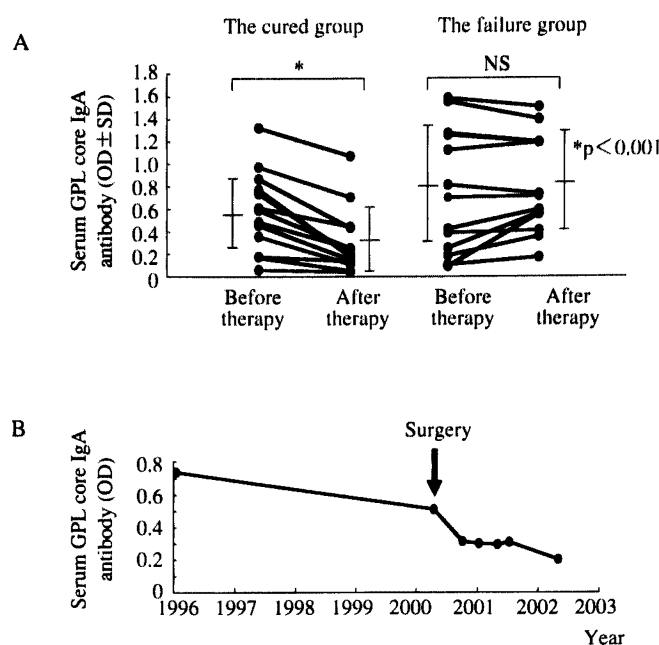 The cured group
The failure group
A
*
NS
Serum GPL core IgA
antibody (OD±SD)
1.8
1.6
1.4
1.2
1.0
0.8
0.6
0.4
0.2
0
*p<0.001
Before
therapy
After
therapy
Before
therapy
After
therapy
B
Surgery
Serum GPL core IgA
antibody (OD)
0.8
0.6
0.4
0.2
0
1996 1997 1998 1999 2000 2001 2002 2003
Year